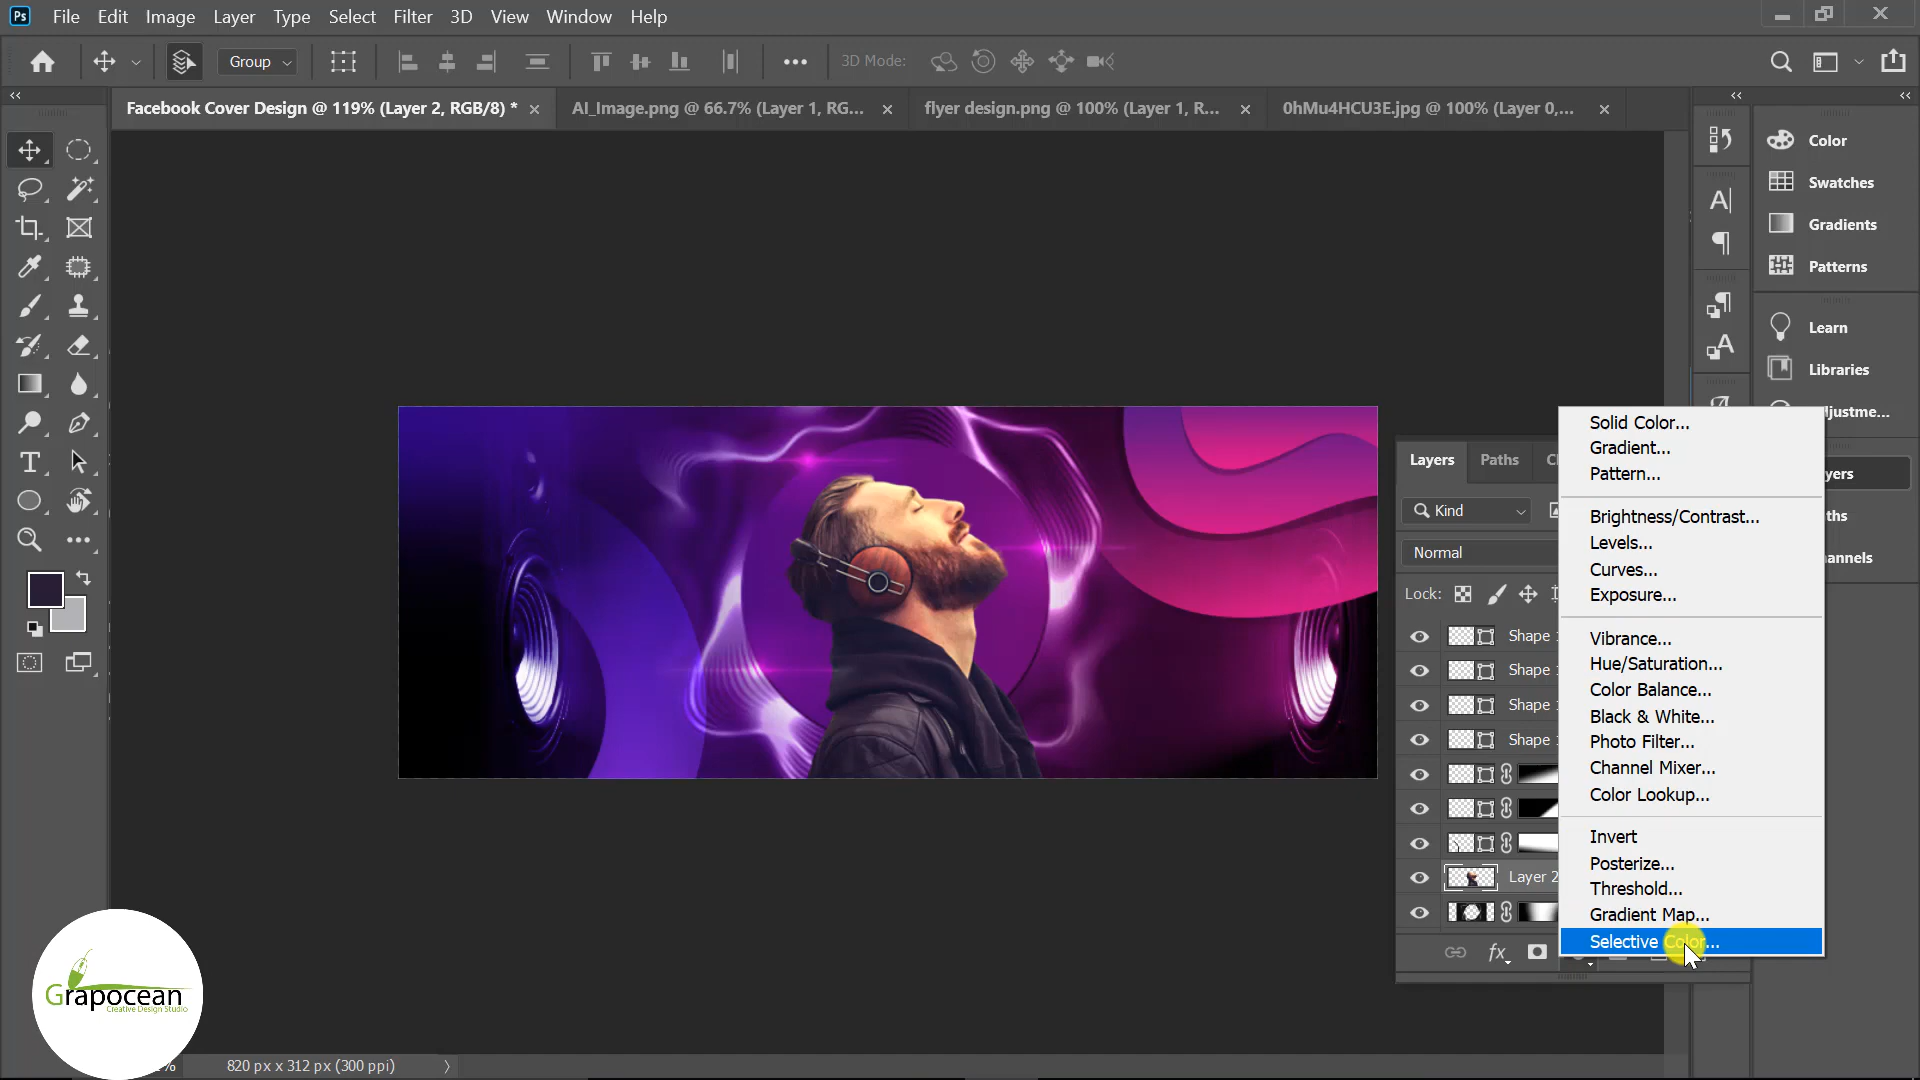 Ps File Edit Image Layer Type Select Filter 3D View Window Help
Group 3D Mode:
Facebook Cover Design @ 119% (Layer 2, RGB/8) * AI_Image.png @ 66.7% (Layer 1, RG... flyer design.png @ 100% (Layer 1, R... 0hMu4HCU3E.jpg @ 100% (Layer 0,...
Color
Swatches
Gradients
Patterns
Learn
Libraries
djustme...
yers
ths
hannels
Layers Paths C
Kind
Normal
Lock:
Shape
Shape
Shape
Shape
Layer 2
fx
Solid Color...
Gradient...
Pattern...
Brightness/Contrast...
Levels...
Curves...
Exposure...
Vibrance...
Hue/Saturation...
Color Balance...
Black & White...
Photo Filter...
Channel Mixer...
Color Lookup...
Invert
Posterize...
Threshold...
Gradient Map...
Selective Color...
Grapocean
Creative Design Studio
% 820 px x 312 px (300 ppi)